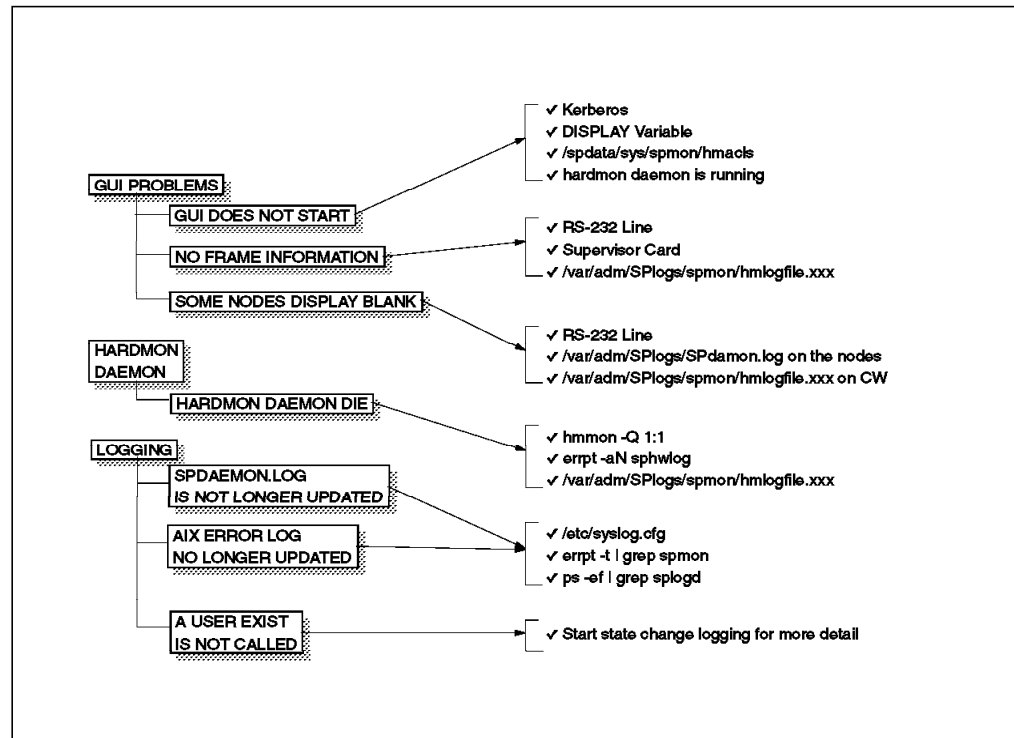 GUI PROBLEMS
GUI DOES NOT START
✓ Kerberos
✓ DISPLAY Variable
✓ /spdata/sys/spmon/hmacls
✓ hardmon daemon is running
NO FRAME INFORMATION
✓ RS-232 Line
✓ Supervisor Card
✓ /var/adm/SPlogs/spmon/hmlogfile.xxx
SOME NODES DISPLAY BLANK
✓ RS-232 Line
✓ /var/adm/SPlogs/SPdamon.log on the nodes
✓ /var/adm/SPlogs/spmon/hmlogfile.xxx on CW
HARDMON
DAEMON
HARDMON DAEMON DIE
✓ hmmon -Q 1:1
✓ errpt -aN sphwlog
✓ /var/adm/SPlogs/spmon/hmlogfile.xxx
LOGGING
SPDAEMON.LOG
IS NOT LONGER UPDATED
AIX ERROR LOG
NO LONGER UPDATED
✓ /etc/syslog.cfg
✓ errpt -t | grep spmon
✓ ps -ef | grep splogd
A USER EXIST
IS NOT CALLED
✓ Start state change logging for more detail